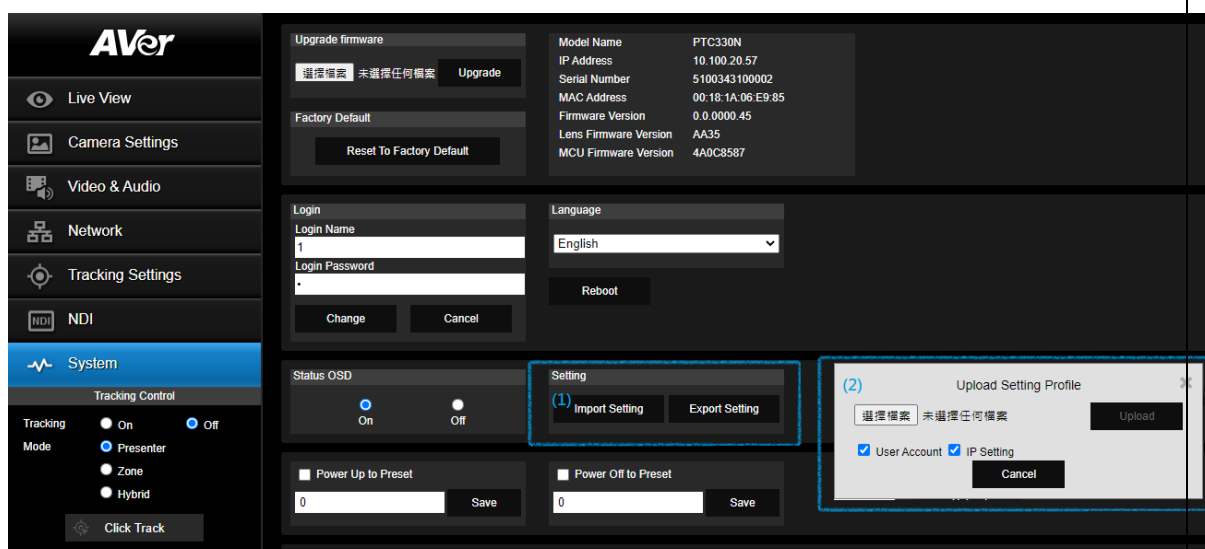 AVer
Live View
Camera Settings
Video & Audio
Network
Tracking Settings
NDI NDI
System
Tracking Control
Tracking On Off
Mode Presenter
Zone
Hybrid
Click Track
Upgrade firmware
選擇檔案 未選擇任何檔案 Upgrade
Factory Default
Reset To Factory Default
Model Name PTC330N
IP Address 10.100.20.57
Serial Number 5100343100002
MAC Address 00:18:1A:06:E9:85
Firmware Version 0.0.0000.45
Lens Firmware Version AA35
MCU Firmware Version 4A0C8587
Login
Login Name
1
Login Password
•
Change Cancel
Language
English
Reboot
Status OSD
On Off
Setting
(1) Import Setting Export Setting
(2) Upload Setting Profile
選擇檔案 未選擇任何檔案 Upload
User Account IP Setting
Cancel
Power Up to Preset
0 Save
Power Off to Preset
0 Save